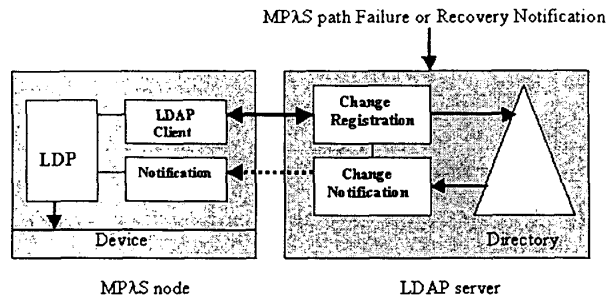 MPλS path Failure or Recovery Notification
LDP
LDAP
Client
Notification
Device
Change
Registration
Change
Notification
Directory
MPλS node
LDAP server